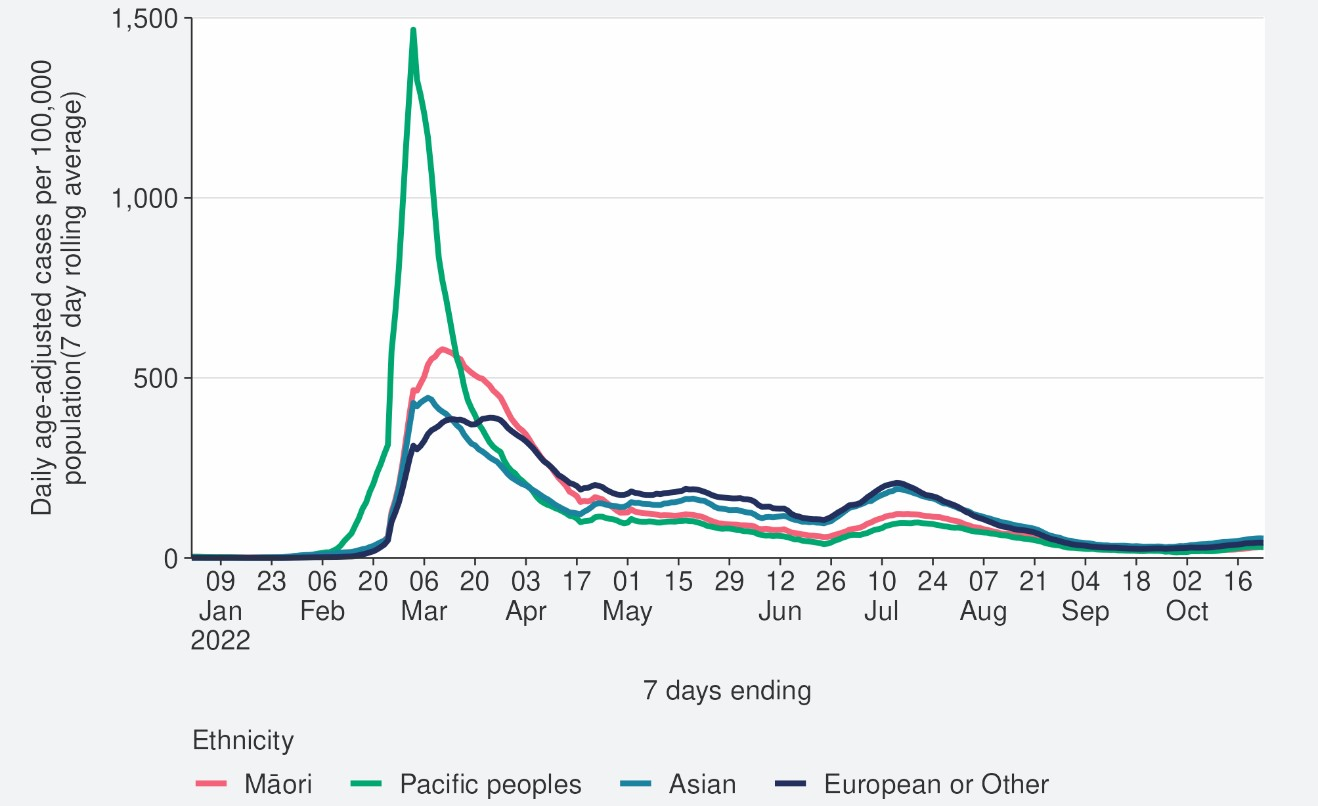 Daily age-adjusted cases per 100,000
population(7 day rolling average)
1,500
1,000
500
0
09 23 06 20 06 20 03 17 01 15 29 12 26 10 24 07 21 04 18 02 16
Jan Feb Mar Apr May Jun Jul Aug Sep Oct
2022
7 days ending
Ethnicity
Māori Pacific peoples Asian European or Other